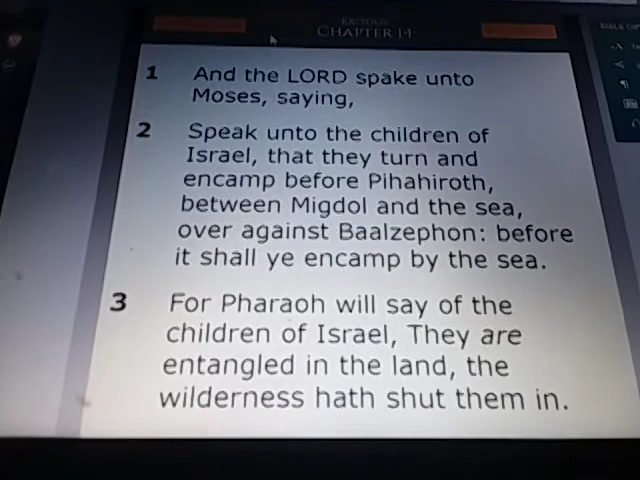 EXODUS
CHAPTER 14
1 And the LORD spake unto
Moses, saying,
2 Speak unto the children of
Israel, that they turn and
encamp before Pihahiroth,
between Migdol and the sea,
over against Baalzephon: before
it shall ye encamp by the sea.
3 For Pharaoh will say of the
children of Israel, They are
entangled in the land, the
wilderness hath shut them in.